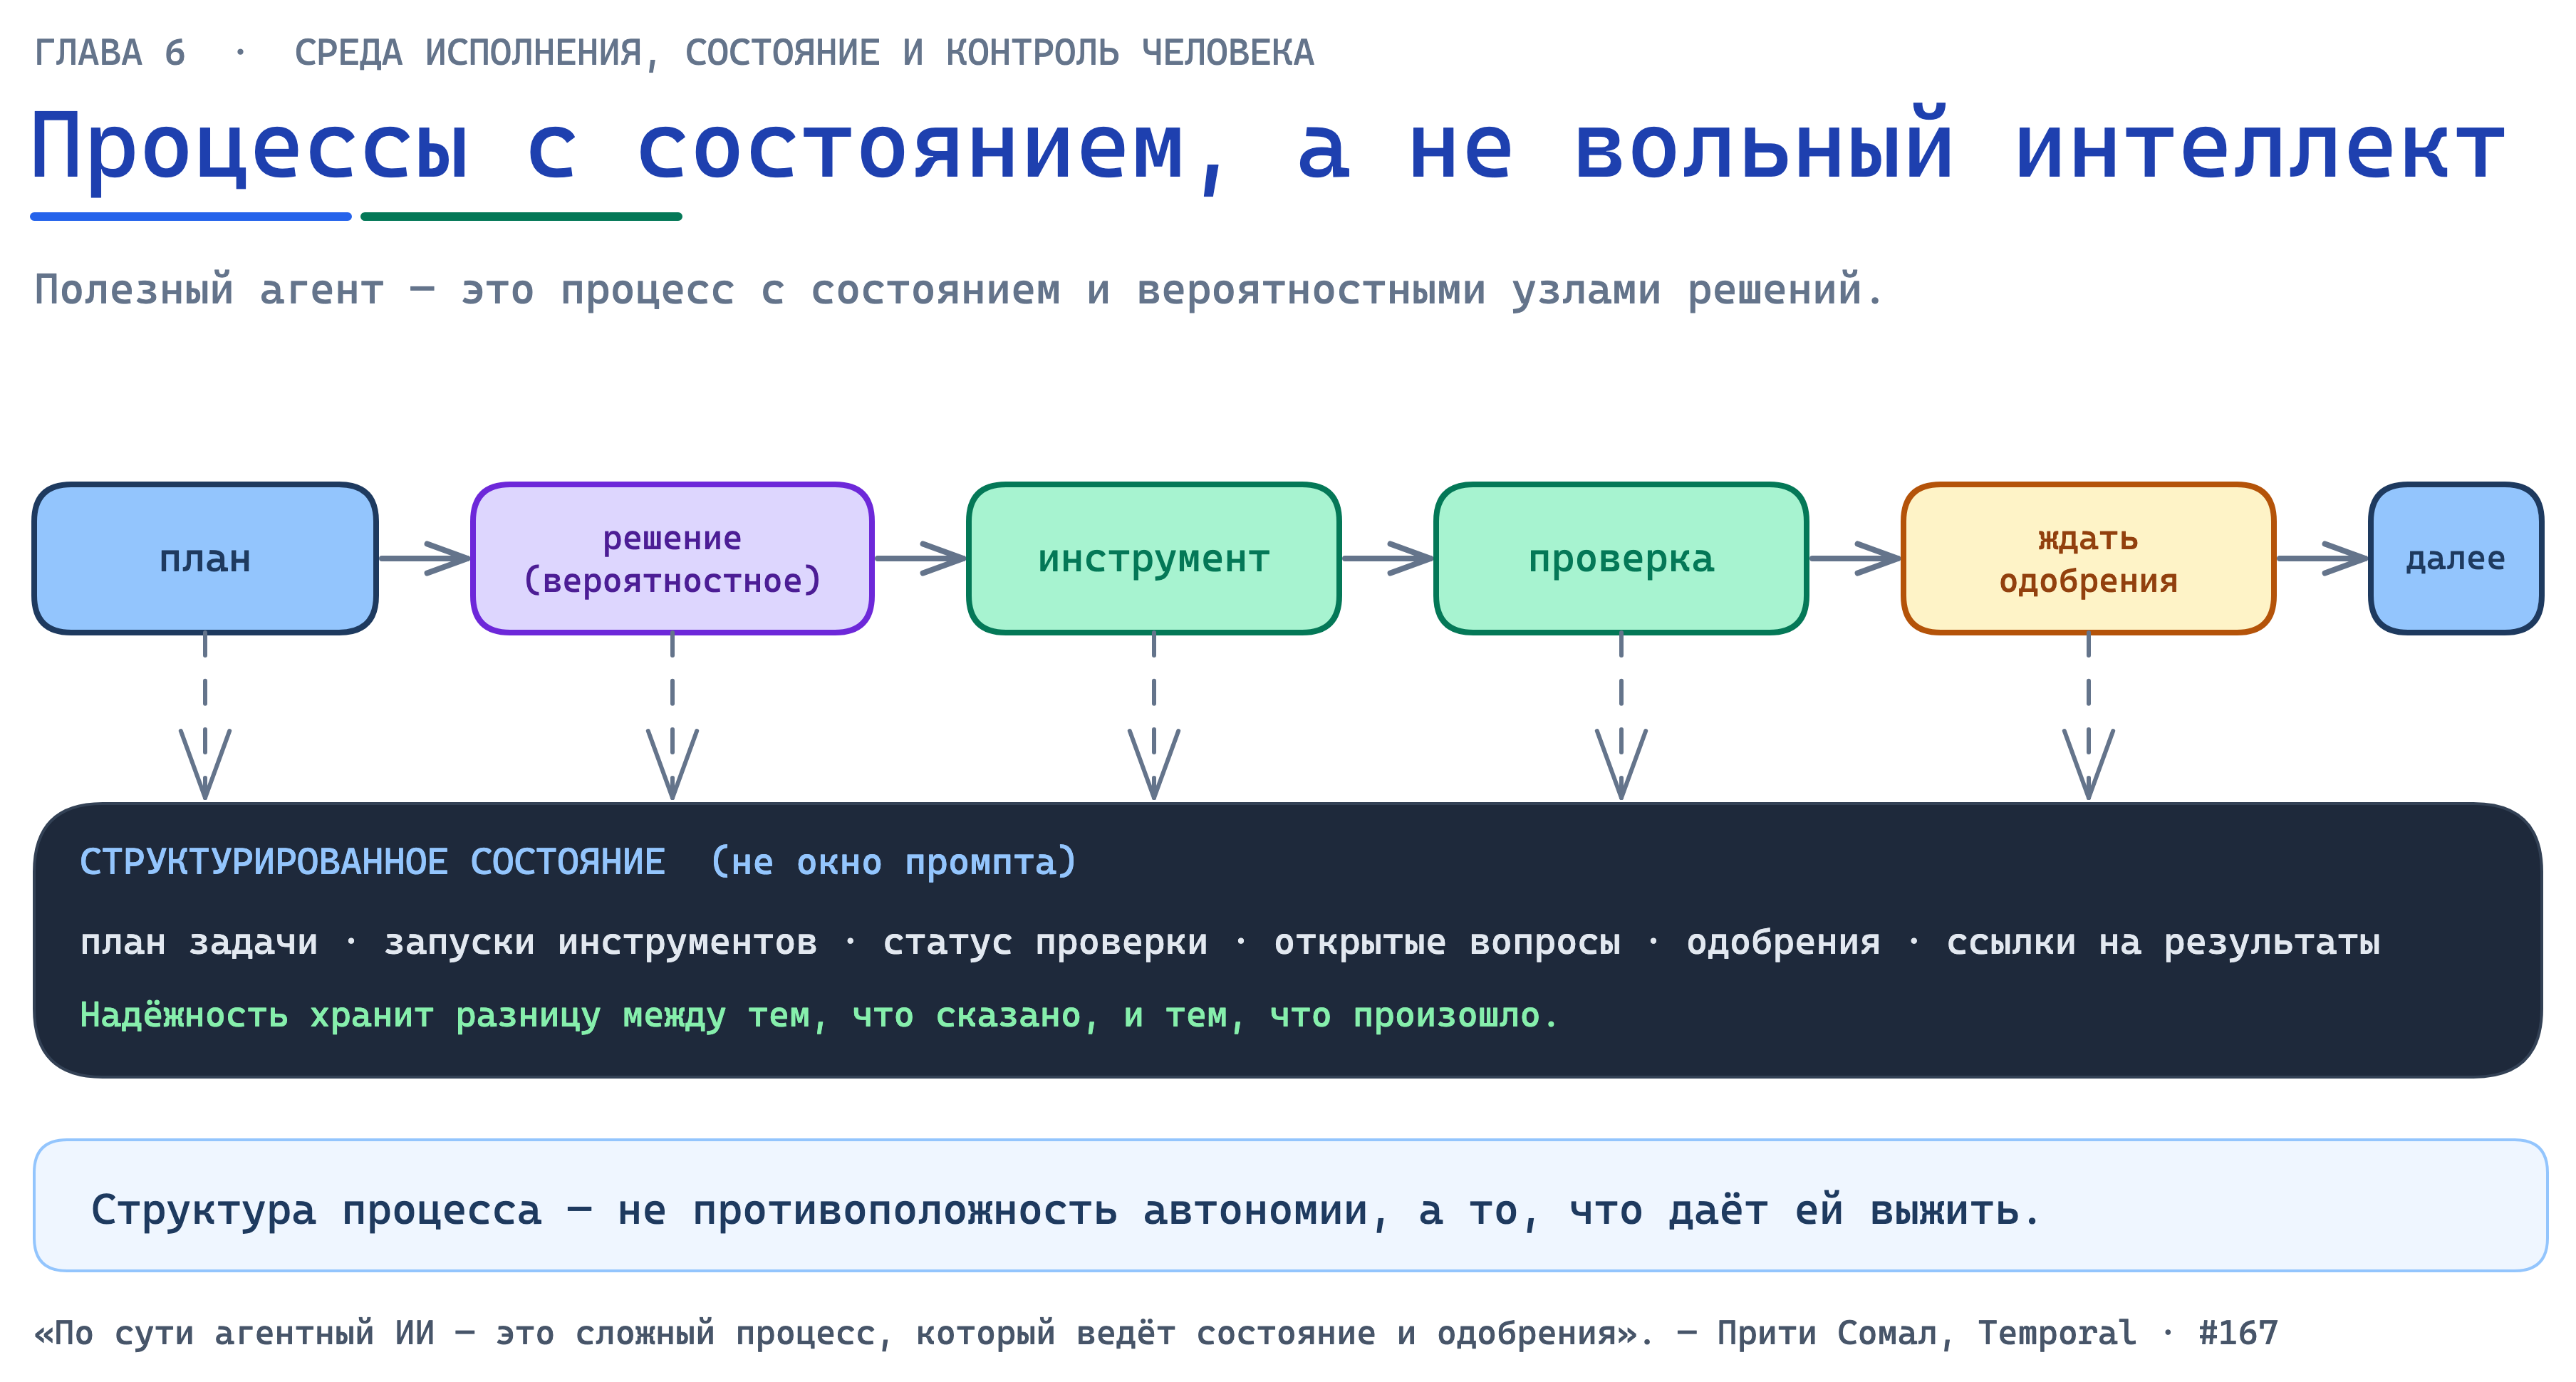 ГЛАВА 6 · СРЕДА ИСПОЛНЕНИЯ, СОСТОЯНИЕ И КОНТРОЛЬ ЧЕЛОВЕКА
Процессы с состоянием, а не вольный интеллект
Полезный агент — это процесс с состоянием и вероятностными узлами решений.
план
решение
(вероятностное)
инструмент
проверка
ждать
одобрения
далее
СТРУКТУРИРОВАННОЕ СОСТОЯНИЕ (не окно промпта)
план задачи · запуски инструментов · статус проверки · открытые вопросы · одобрения · ссылки на результаты
Надёжность хранит разницу между тем, что сказано, и тем, что произошло.
Структура процесса — не противоположность автономии, а то, что даёт ей выжить.
«По сути агентный ИИ — это сложный процесс, который ведёт состояние и одобрения». — Прити Сомал, Temporal · #167